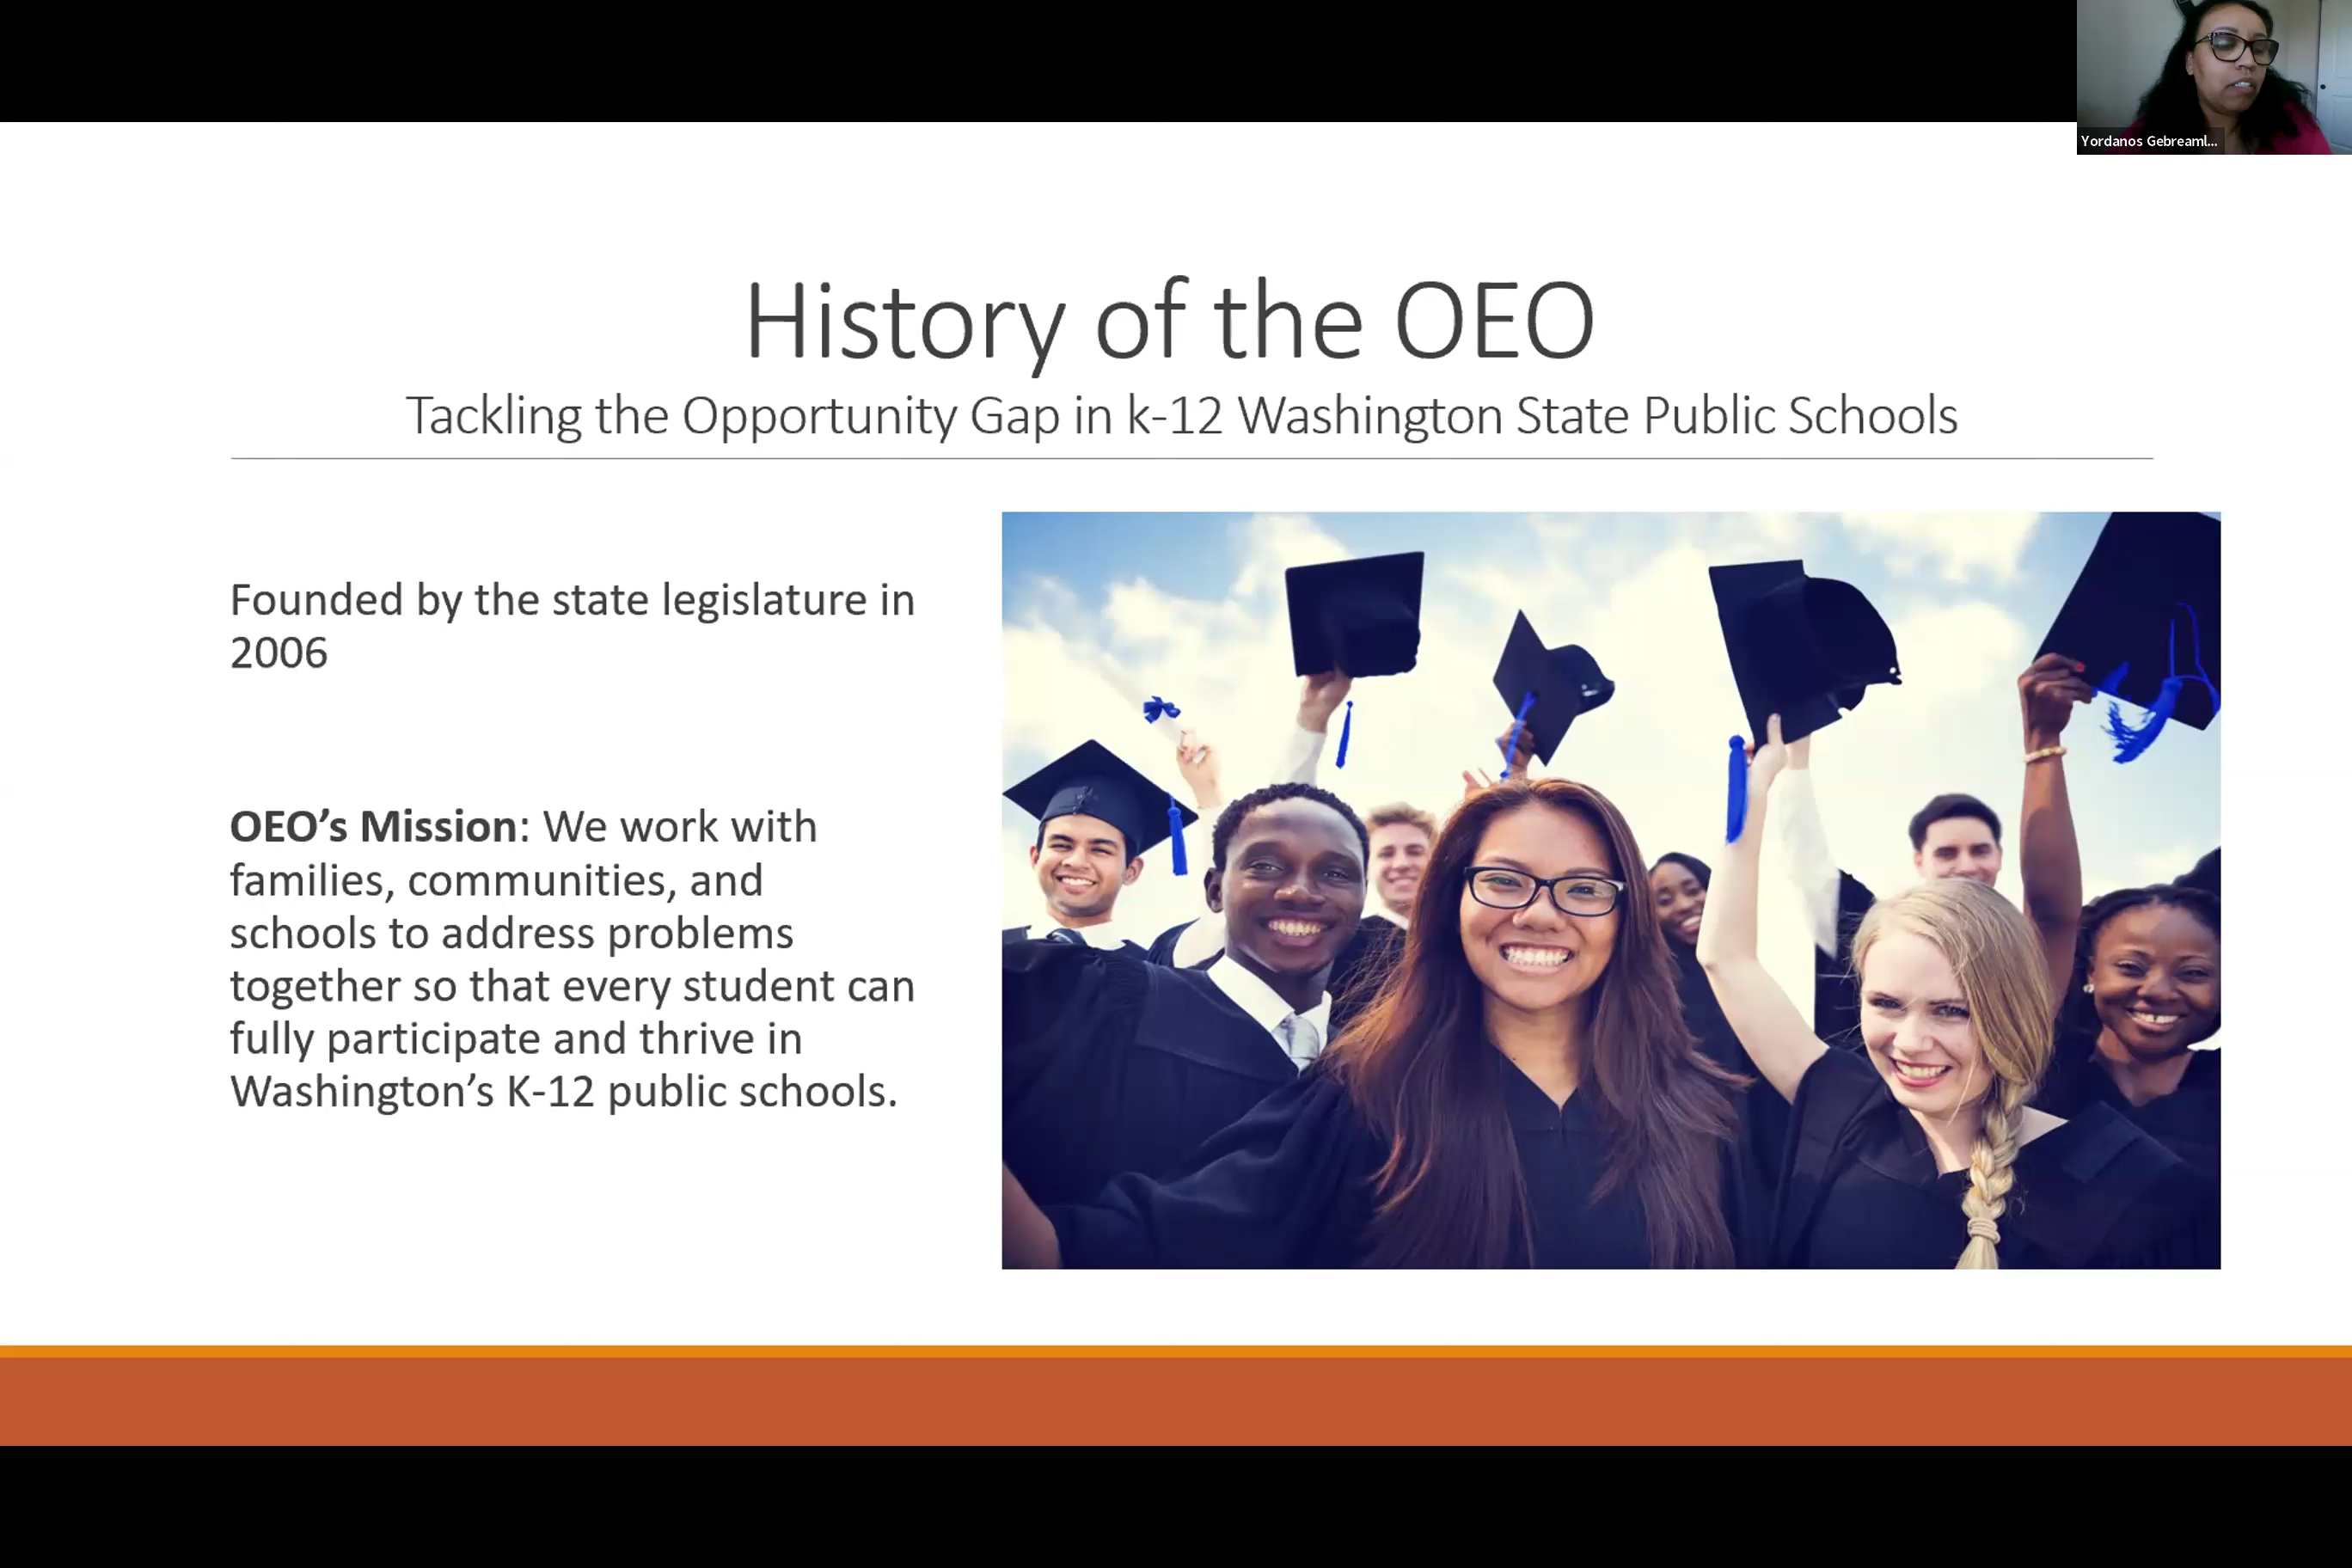 Yordanos Gebreaml...
History of the OEO
Tackling the Opportunity Gap in k-12 Washington State Public Schools
Founded by the state legislature in
2006
OEO’s Mission: We work with
families, communities, and
schools to address problems
together so that every student can
fully participate and thrive in
Washington’s K-12 public schools.